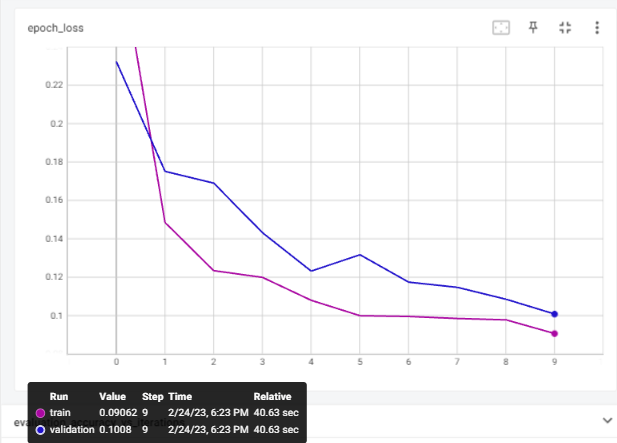 epoch_loss
0.22
0.2
0.18
0.16
0.14
0.12
0.1
0 1 2 3 4 5 6 7 8 9
Run Value Step Time Relative
train 0.09062 9 2/24/23, 6:23 PM 40.63 sec
validation 0.1008 9 2/24/23, 6:23 PM 40.63 sec